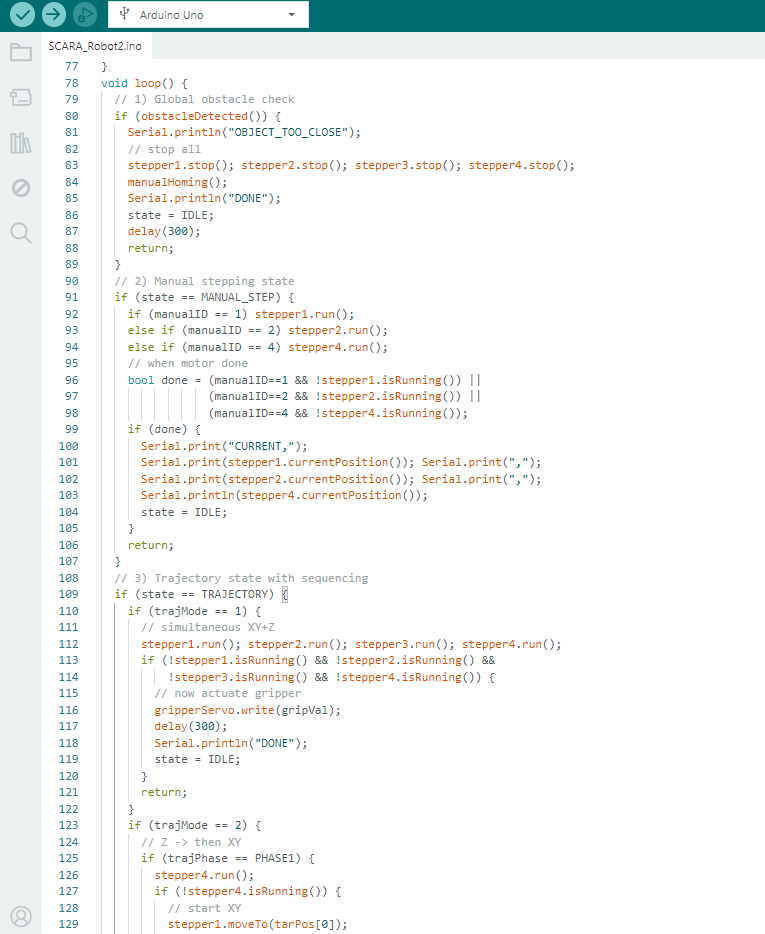 Arduino Uno
SCARA_Robot2.ino
77 }
78 void loop() {
79 // 1) Global obstacle check
80 if (obstacleDetected()) {
81 Serial.println("OBJECT_TOO_CLOSE");
82 // stop all
83 stepper1.stop(); stepper2.stop(); stepper3.stop(); stepper4.stop();
84 manualHoming();
85 Serial.println("DONE");
86 state = IDLE;
87 delay(300);
88 return;
89 }
90 // 2) Manual stepping state
91 if (state == MANUAL_STEP) {
92 if (manualID == 1) stepper1.run();
93 else if (manualID == 2) stepper2.run();
94 else if (manualID == 4) stepper4.run();
95 // when motor done
96 bool done = (manualID==1 && !stepper1.isRunning()) ||
97 (manualID==2 && !stepper2.isRunning()) ||
98 (manualID==4 && !stepper4.isRunning());
99 if (done) {
100 Serial.print("CURRENT,");
101 Serial.print(stepper1.currentPosition()); Serial.print(",");
102 Serial.print(stepper2.currentPosition()); Serial.print(",");
103 Serial.println(stepper4.currentPosition());
104 state = IDLE;
105 }
106 return;
107 }
108 // 3) Trajectory state with sequencing
109 if (state == TRAJECTORY) {
110 if (trajMode == 1) {
111 // simultaneous XY+Z
112 stepper1.run(); stepper2.run(); stepper3.run(); stepper4.run();
113 if (!stepper1.isRunning() && !stepper2.isRunning() &&
114 !stepper3.isRunning() && !stepper4.isRunning()) {
115 // now actuate gripper
116 gripperServo.write(gripVal);
117 delay(300);
118 Serial.println("DONE");
119 state = IDLE;
120 }
121 return;
122 }
123 if (trajMode == 2) {
124 // Z -> then XY
125 if (trajPhase == PHASE1) {
126 stepper4.run();
127 if (!stepper4.isRunning()) {
128 // start XY
129 stepper1.moveTo(tarPos[0]);